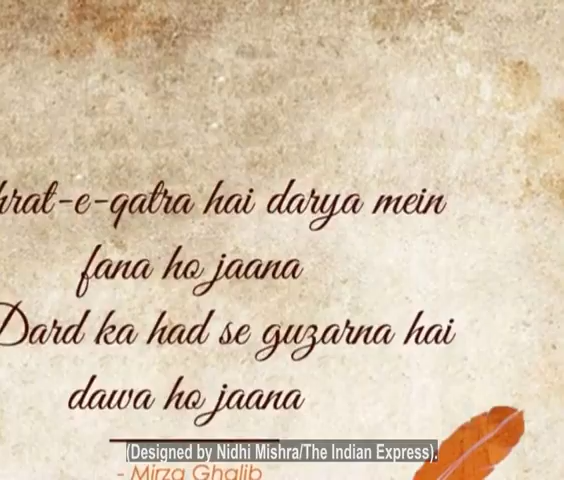 hrat-e-qatra hai darya mein
fana ho jaana
Dard ka had se guzarna hai
dawa ho jaana
(Designed by Nidhi Mishra/The Indian Express).
- Mirza Ghalib